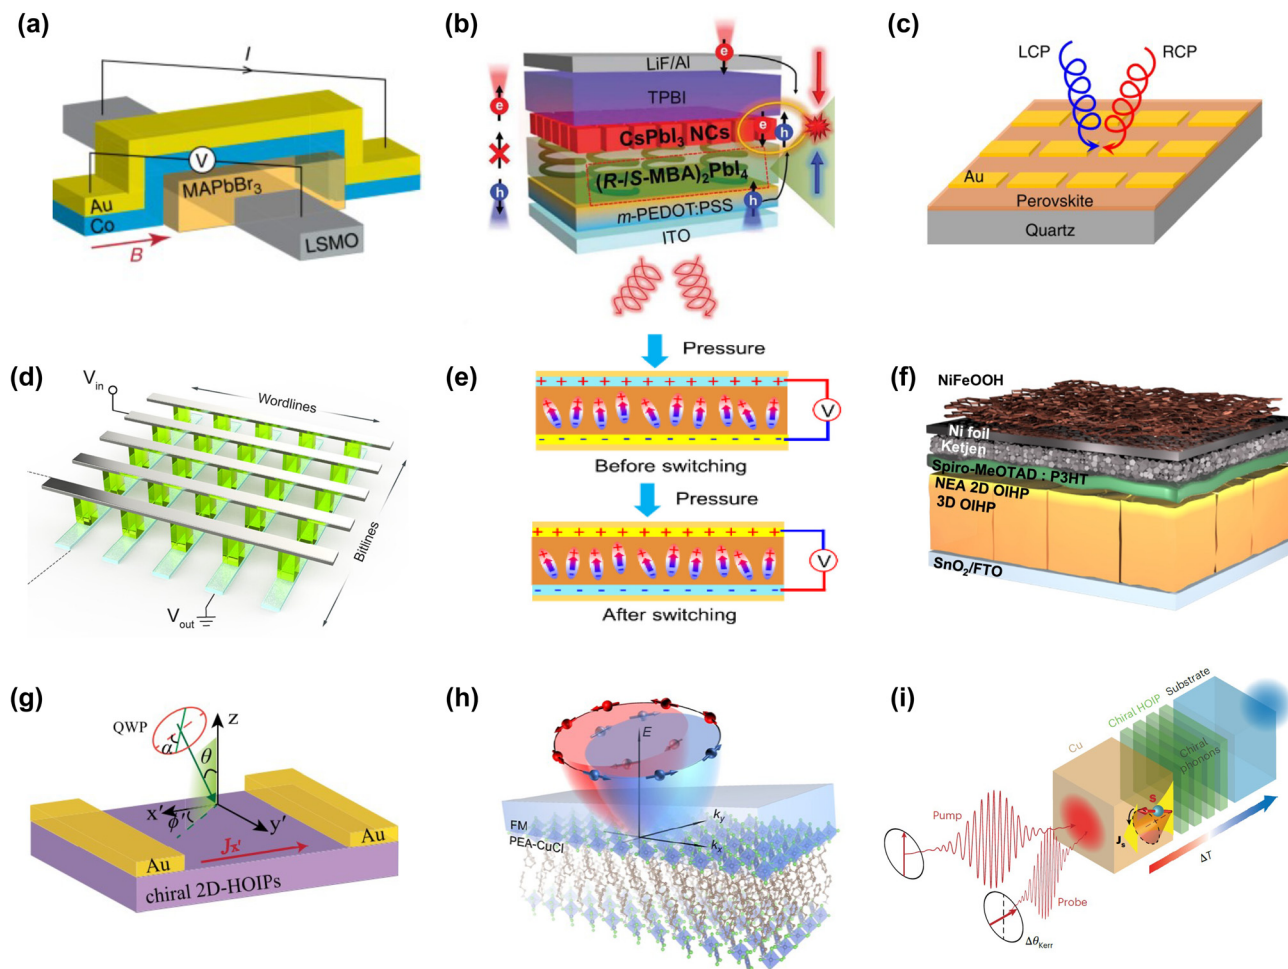 (a)
I
V
MAPbBr3
Au
Co
B
LSMO
(b)
e
LiF/Al
TPBI
e
CsPbI3 NCs
e
h
(R-/S-MBA)2PbI4
h
m-PEDOT:PSS
h
ITO
(c)
LCP
RCP
Au
Perovskite
Quartz
(d)
Vin
Wordlines
Bitlines
Vout
(e)
Pressure
+ + + + + + + + + + +
V
- - - - - - - - - - -
Before switching
Pressure
+ + + + + + + + + + +
V
- - - - - - - - - - -
After switching
(f)
NiFeOOH
Ni foil
Ketjen
Spiro-MeOTAD : P3HT
NEA 2D OIHP
3D OIHP
SnO2/FTO
(g)
QWP
α
z
θ
x′
ϕ′
y′
Jx′
Au
Au
chiral 2D-HOIPs
(h)
E
FM
ky
kx
PEA-CuCl
(i)
Substrate
Chiral HOIP
Cu
Chiral phonons
Pump
S
Js
ΔT
Probe
ΔθKerr